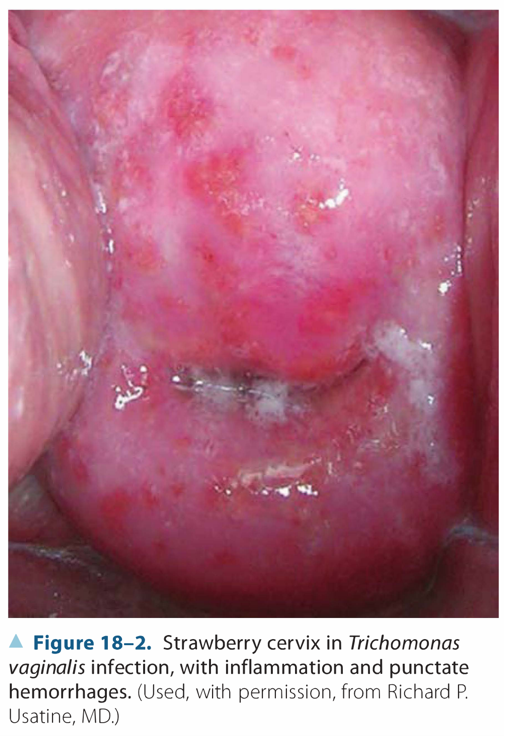 ▲ Figure 18–2. Strawberry cervix in Trichomonas
vaginalis infection, with inflammation and punctate
hemorrhages. (Used, with permission, from Richard P.
Usatine, MD.)